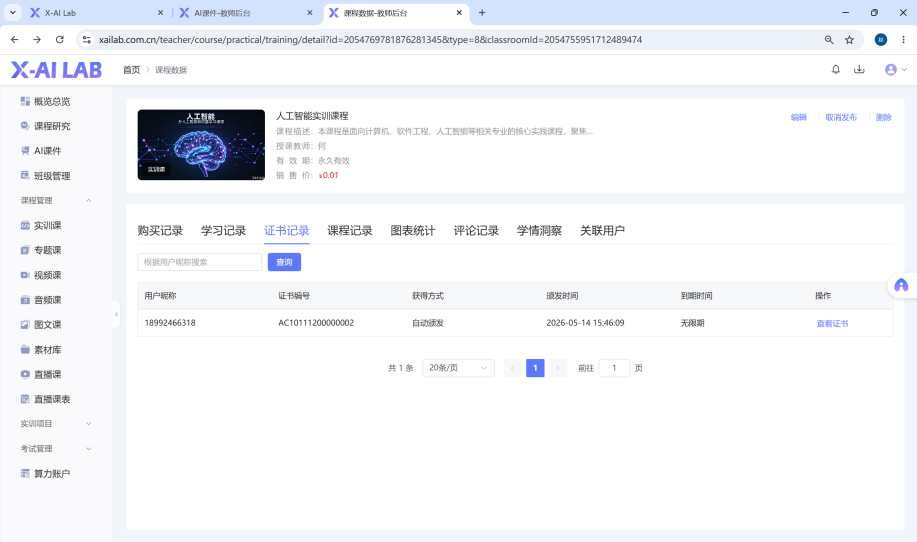 X-AI Lab
AI课件-教师后台
课程数据-教师后台
xailab.com.cn/teacher/course/practical/training/detail?id=2054769781876281345&type=8&classroomId=2054755951712489474
X-AI LAB
首页 课程数据
概览总览
课程研究
AI课件
班级管理
课程管理
实训课
专题课
视频课
音频课
图文课
素材库
直播课
直播课表
实训项目
考试管理
算力账户
人工智能
实训课
人工智能实训课程
编辑 取消发布 删除
课程描述: 本课程是面向计算机、软件工程、人工智能等相关专业的核心实践课程，聚焦...
授课教师: 何
有 效 期: 永久有效
销 售 价: ¥0.01
购买记录 学习记录 证书记录 课程记录 图表统计 评论记录 学情洞察 关联用户
根据用户昵称搜索 查询
用户昵称 证书编号 获得方式 颁发时间 到期时间 操作
18992466318 AC10111200000002 自动颁发 2026-05-14 15:46:09 无限期 查看证书
共 1 条 20条/页 1 前往 1 页